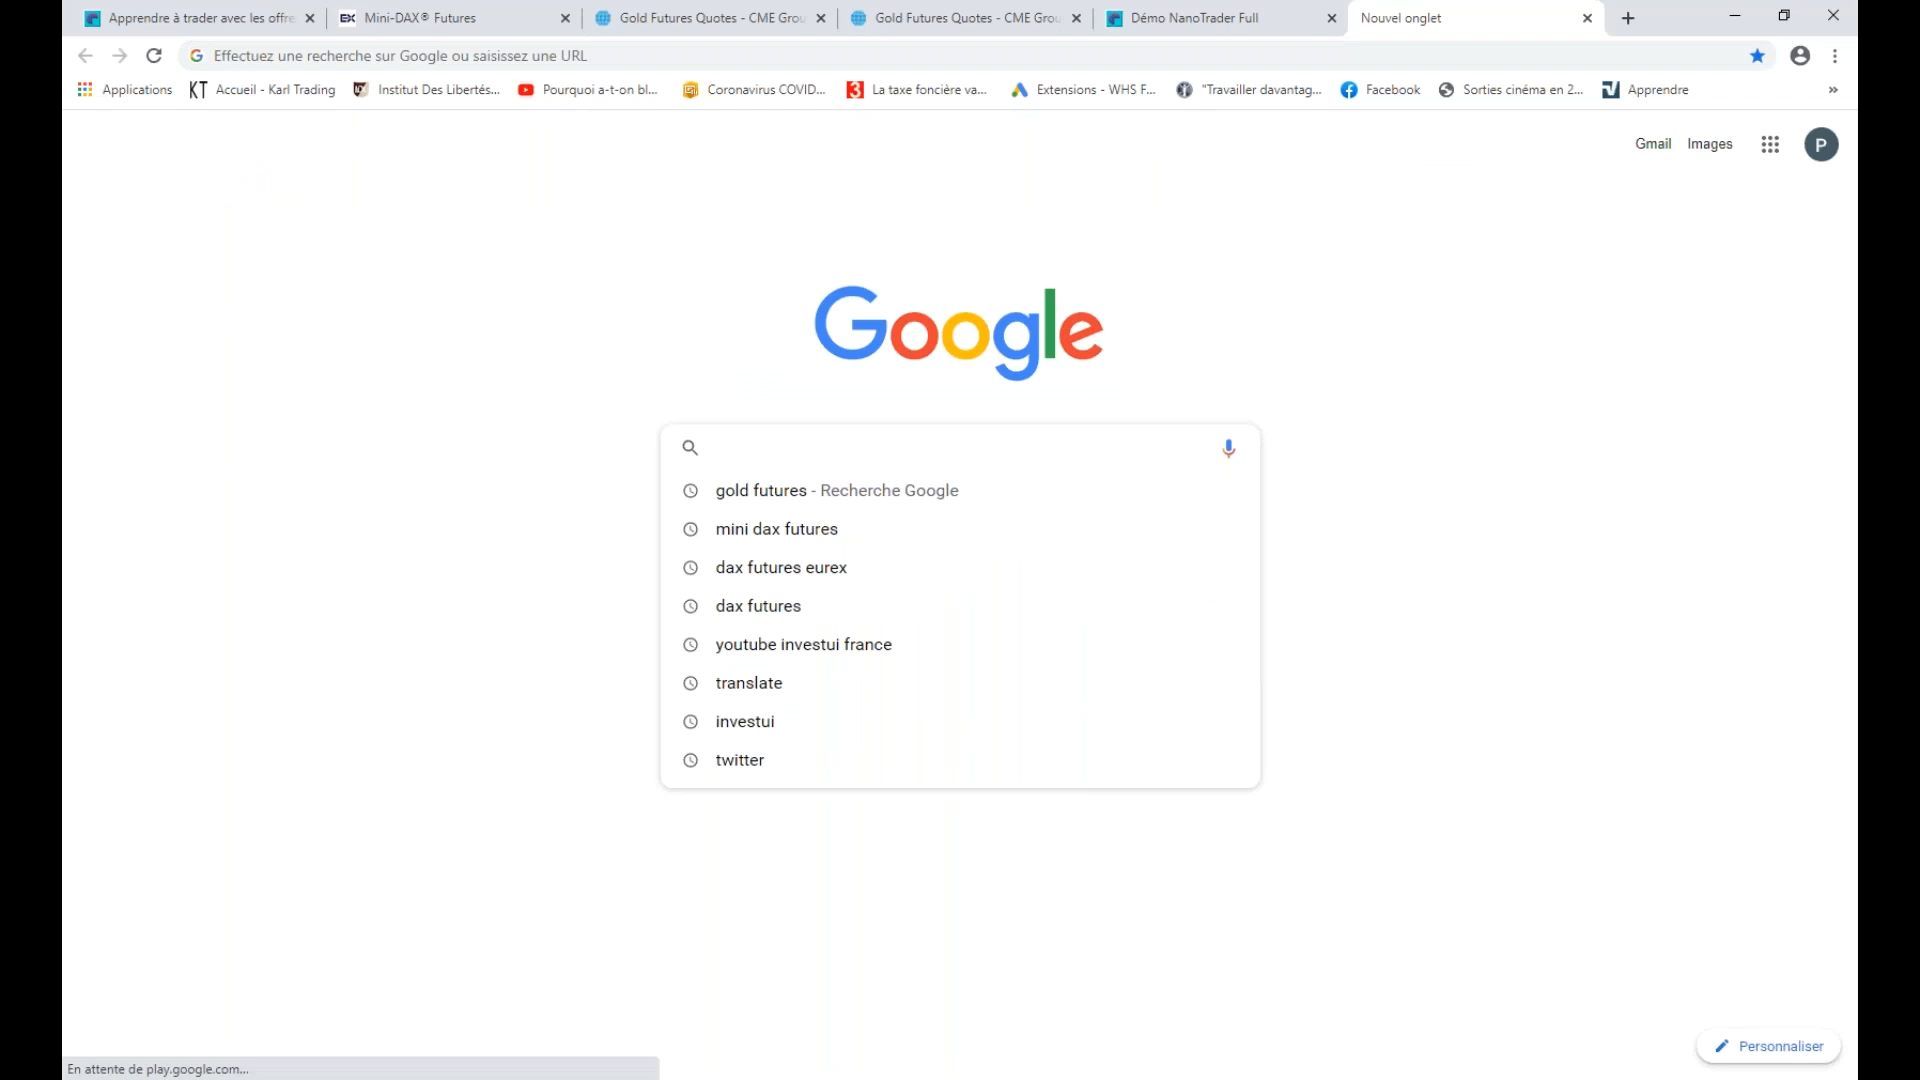 Apprendre à trader avec les offre
Mini-DAX® Futures
Gold Futures Quotes - CME Grou
Gold Futures Quotes - CME Grou
Démo NanoTrader Full
Nouvel onglet
Effectuez une recherche sur Google ou saisissez une URL
Applications
KT Accueil - Karl Trading
Institut Des Libertés...
Pourquoi a-t-on bl...
Coronavirus COVID...
3 La taxe foncière va...
Extensions - WHS F...
"Travailler davantag...
Facebook
Sorties cinéma en 2...
Apprendre
»
Gmail
Images
P
Google
gold futures - Recherche Google
mini dax futures
dax futures eurex
dax futures
youtube investui france
translate
investui
twitter
Personnaliser
En attente de play.google.com...